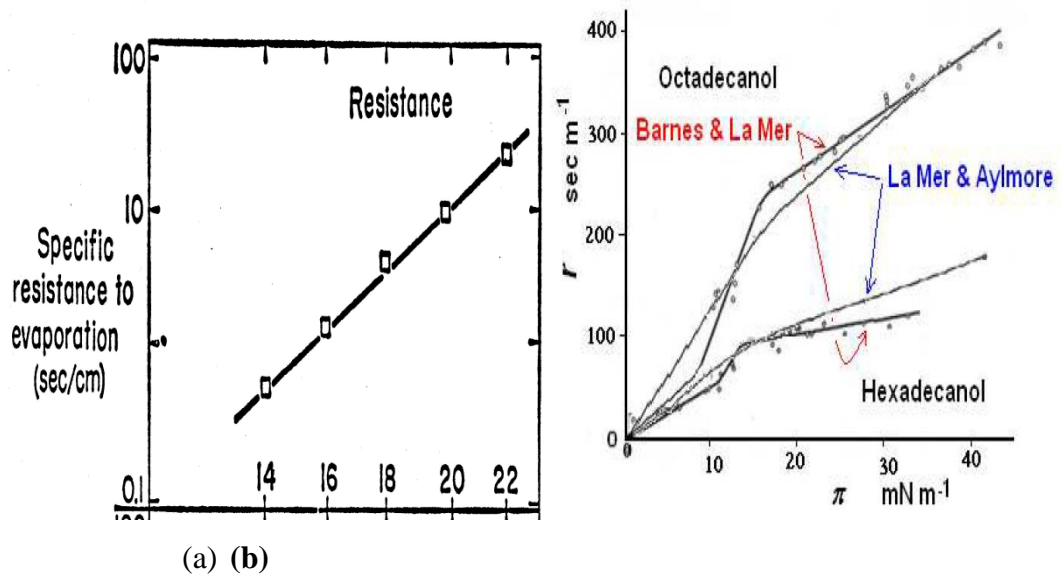 100
10
0.1
Resistance
Specific
resistance to
evaporation
(sec/cm)
14 16 18 20 22
400
300
200
100
0
r sec m⁻¹
Octadecanol
Barnes & La Mer
La Mer & Aylmore
Hexadecanol
0 10 20 30 40
π mN m⁻¹
(a) (b)